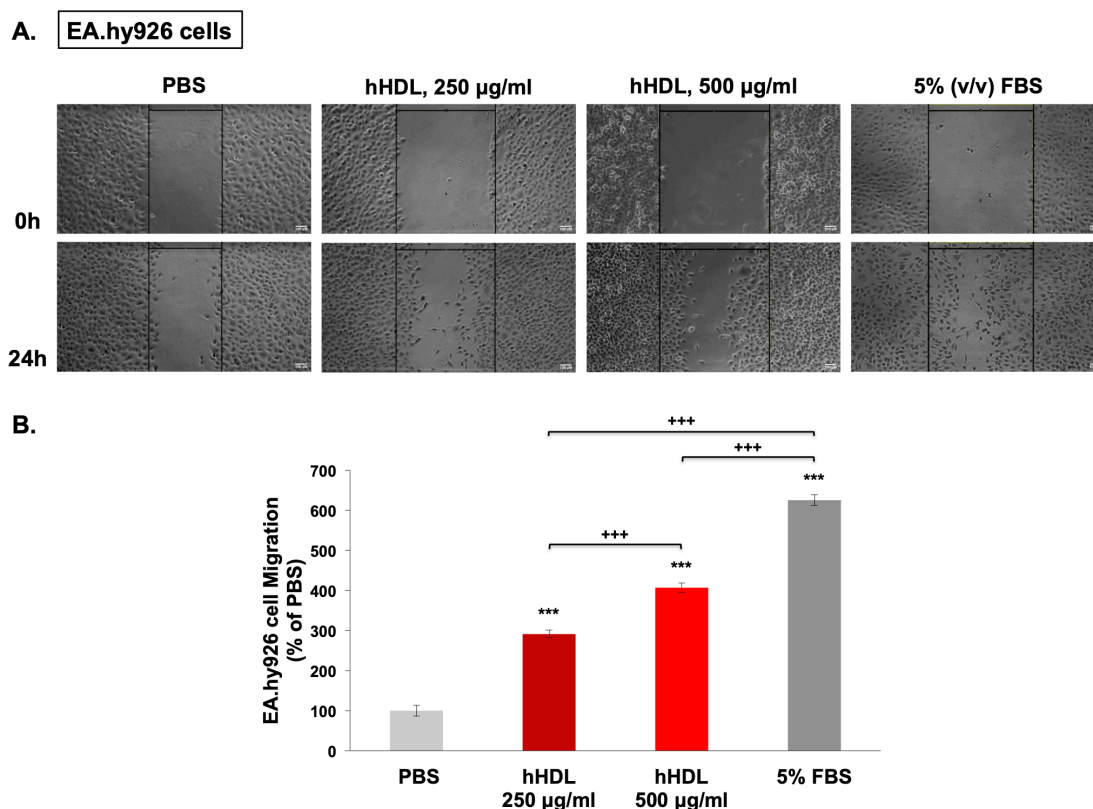 A. EA.hy926 cells
PBS hHDL, 250 µg/ml hHDL, 500 µg/ml 5% (v/v) FBS
0h
24h
B.
+++
+++
***
+++
***
***
EA.hy926 cell Migration
(% of PBS)
700
600
500
400
300
200
100
0
PBS hHDL hHDL 5% FBS
250 µg/ml 500 µg/ml